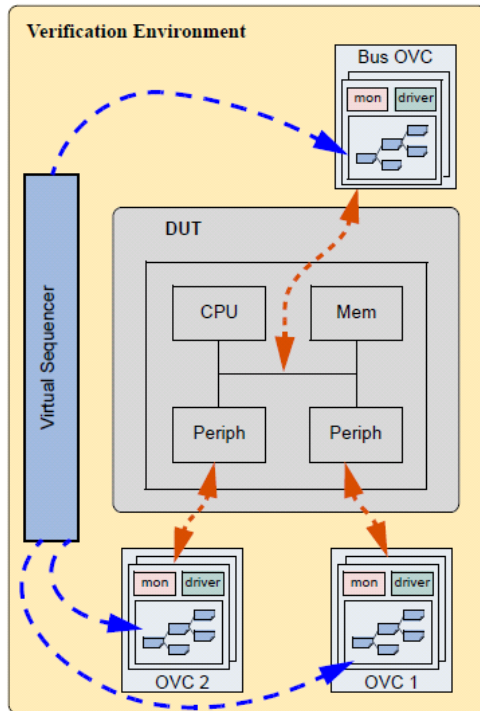 Verification Environment
Bus OVC
mon driver
Virtual Sequencer
DUT
CPU Mem
Periph Periph
mon driver
mon driver
OVC 2
OVC 1